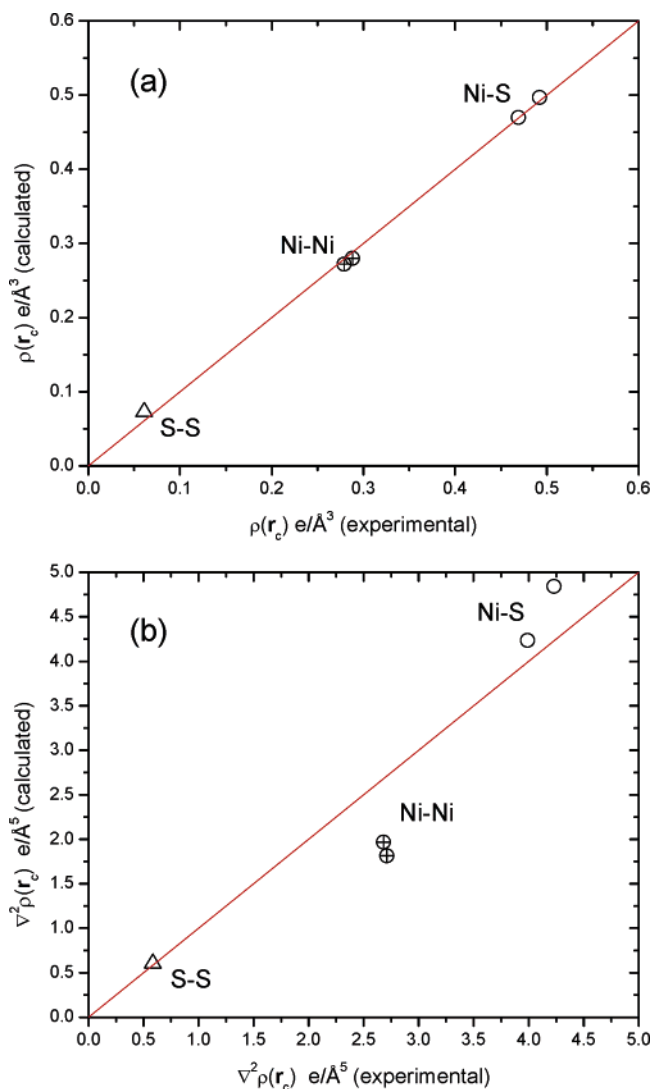 0.6
(a)
Ni-S
0.5
0.4
ρ(r_c) e/Å³ (calculated)
Ni-Ni
0.3
0.2
0.1
S-S
0.0
0.0 0.1 0.2 0.3 0.4 0.5 0.6
ρ(r_c) e/Å³ (experimental)
5.0
(b)
Ni-S
4.5
4.0
3.5
3.0
∇²ρ(r_c) e/Å⁵ (calculated)
2.5
Ni-Ni
2.0
1.5
1.0
0.5
S-S
0.0
0.0 0.5 1.0 1.5 2.0 2.5 3.0 3.5 4.0 4.5 5.0
∇²ρ(r_c) e/Å⁵ (experimental)